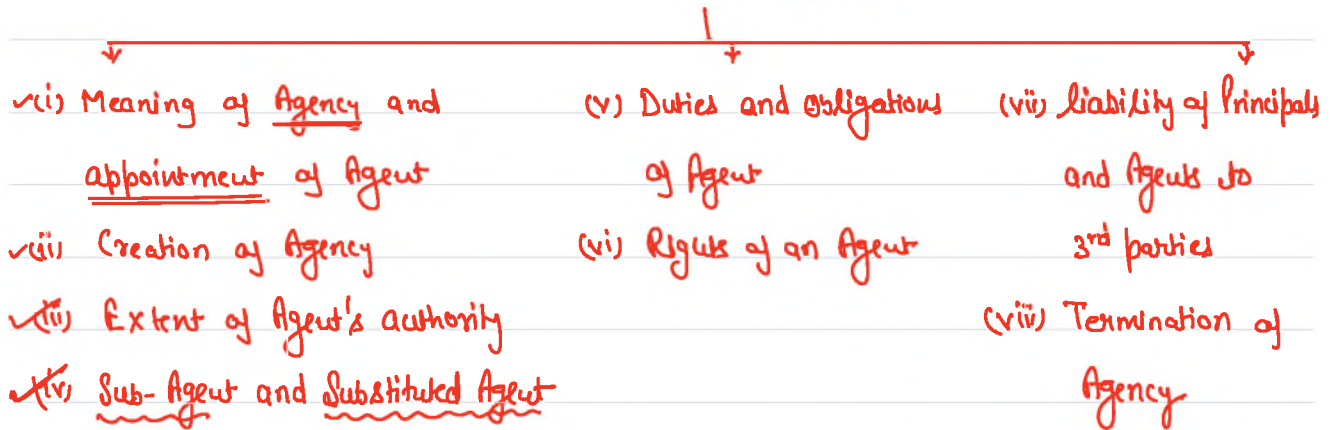 (i) Meaning of Agency and
appointment of Agent
(ii) Creation of Agency
(iii) Extent of Agent's authority
(iv) Sub-Agent and Substituted Agent
(v) Duties and obligations
of Agent
(vi) Rights of an Agent
(vii) liability of Principals
and Agents to
3rd parties
(viii) Termination of
Agency